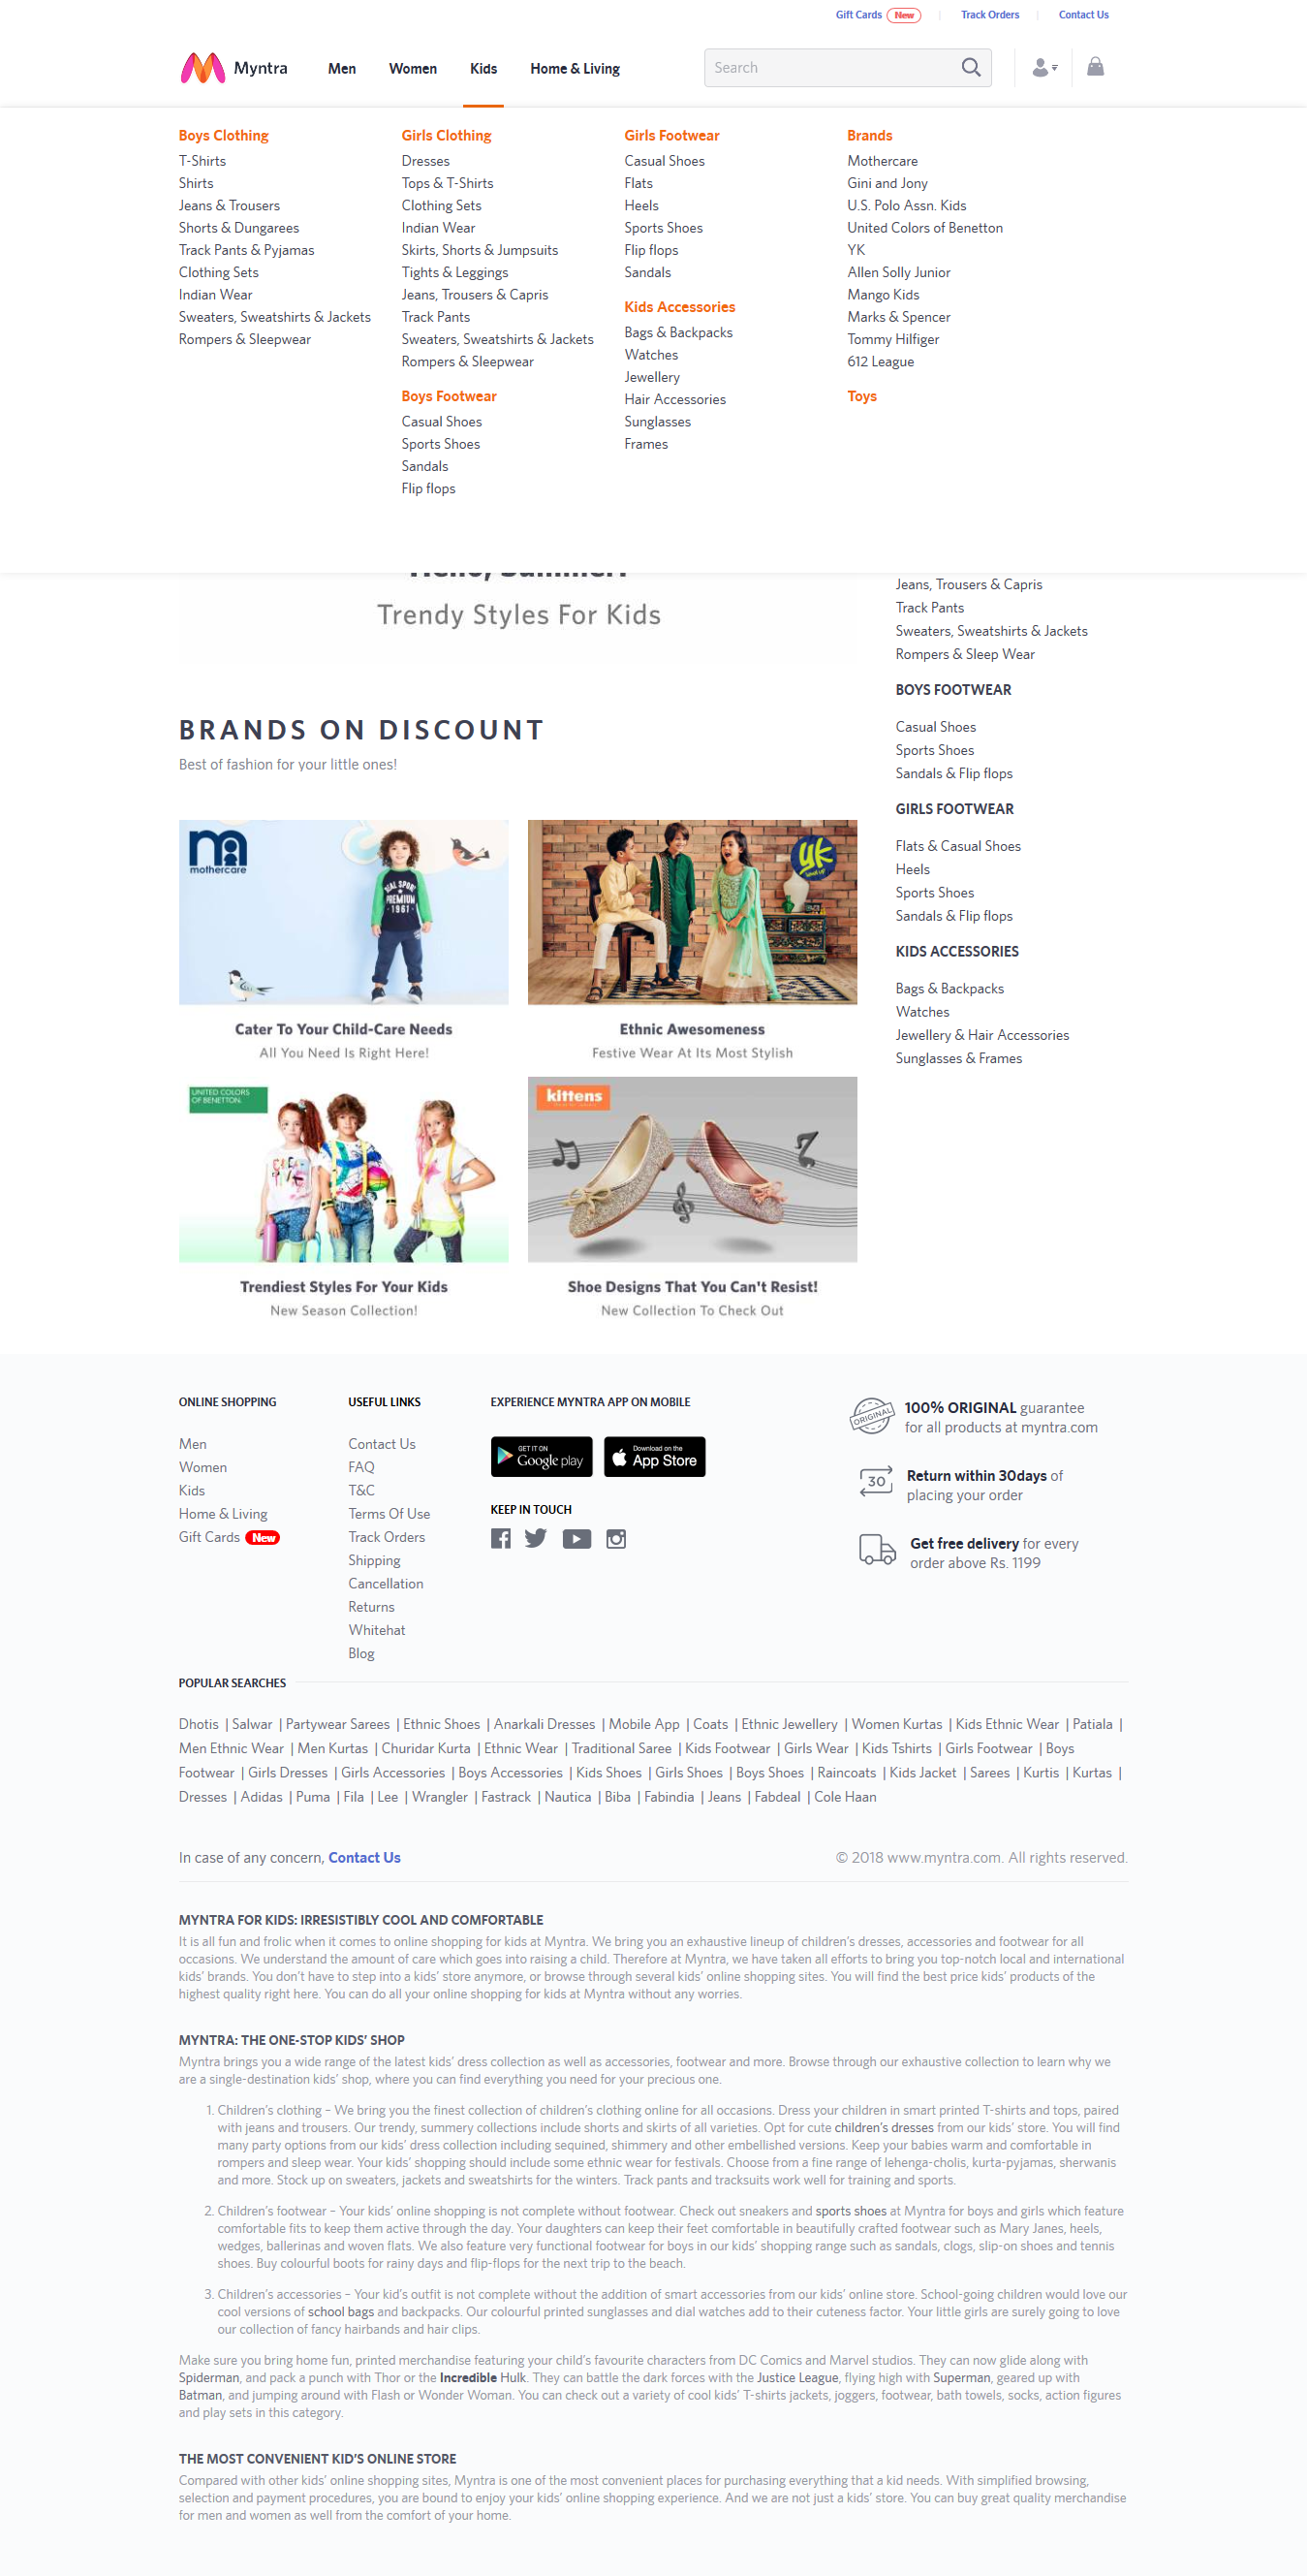 Gift Cards New | Track Orders | Contact Us
Myntra
Men Women Kids Home & Living
Search
Boys Clothing
T-Shirts
Shirts
Jeans & Trousers
Shorts & Dungarees
Track Pants & Pyjamas
Clothing Sets
Indian Wear
Sweaters, Sweatshirts & Jackets
Rompers & Sleepwear
Girls Clothing
Dresses
Tops & T-Shirts
Clothing Sets
Indian Wear
Skirts, Shorts & Jumpsuits
Tights & Leggings
Jeans, Trousers & Capris
Track Pants
Sweaters, Sweatshirts & Jackets
Rompers & Sleepwear
Boys Footwear
Casual Shoes
Sports Shoes
Sandals
Flip flops
Girls Footwear
Casual Shoes
Flats
Heels
Sports Shoes
Flip flops
Sandals
Kids Accessories
Bags & Backpacks
Watches
Jewellery
Hair Accessories
Sunglasses
Frames
Brands
Mothercare
Gini and Jony
U.S. Polo Assn. Kids
United Colors of Benetton
YK
Allen Solly Junior
Mango Kids
Marks & Spencer
Tommy Hilfiger
612 League
Toys
Hello, Summer!
Trendy Styles For Kids
Jeans, Trousers & Capris
Track Pants
Sweaters, Sweatshirts & Jackets
Rompers & Sleep Wear
BOYS FOOTWEAR
Casual Shoes
Sports Shoes
Sandals & Flip flops
GIRLS FOOTWEAR
Flats & Casual Shoes
Heels
Sports Shoes
Sandals & Flip flops
KIDS ACCESSORIES
Bags & Backpacks
Watches
Jewellery & Hair Accessories
Sunglasses & Frames
BRANDS ON DISCOUNT
Best of fashion for your little ones!
mothercare
REAL SPORT
PREMIUM
1961
Cater To Your Child-Care Needs
All You Need Is Right Here!
yk
Ethnic Awesomeness
Festive Wear At Its Most Stylish
UNITED COLORS
OF BENETTON.
Trendiest Styles For Your Kids
New Season Collection!
kittens
Shoe Designs That You Can't Resist!
New Collection To Check Out
ONLINE SHOPPING
Men
Women
Kids
Home & Living
Gift Cards New
USEFUL LINKS
Contact Us
FAQ
T&C
Terms Of Use
Track Orders
Shipping
Cancellation
Returns
Whitehat
Blog
EXPERIENCE MYNTRA APP ON MOBILE
GET IT ON
Google play
Download on the
App Store
KEEP IN TOUCH
ORIGINAL
100% ORIGINAL guarantee
for all products at myntra.com
30
Return within 30days of
placing your order
Get free delivery for every
order above Rs. 1199
POPULAR SEARCHES
Dhotis | Salwar | Partywear Sarees | Ethnic Shoes | Anarkali Dresses | Mobile App | Coats | Ethnic Jewellery | Women Kurtas | Kids Ethnic Wear | Patiala |
Men Ethnic Wear | Men Kurtas | Churidar Kurta | Ethnic Wear | Traditional Saree | Kids Footwear | Girls Wear | Kids Tshirts | Girls Footwear | Boys
Footwear | Girls Dresses | Girls Accessories | Boys Accessories | Kids Shoes | Girls Shoes | Boys Shoes | Raincoats | Kids Jacket | Sarees | Kurtis | Kurtas |
Dresses | Adidas | Puma | Fila | Lee | Wrangler | Fastrack | Nautica | Biba | Fabindia | Jeans | Fabdeal | Cole Haan
In case of any concern, Contact Us
© 2018 www.myntra.com. All rights reserved.
MYNTRA FOR KIDS: IRRESISTIBLY COOL AND COMFORTABLE
It is all fun and frolic when it comes to online shopping for kids at Myntra. We bring you an exhaustive lineup of children's dresses, accessories and footwear for all
occasions. We understand the amount of care which goes into raising a child. Therefore at Myntra, we have taken all efforts to bring you top-notch local and international
kids' brands. You don't have to step into a kids' store anymore, or browse through several kids' online shopping sites. You will find the best price kids' products of the
highest quality right here. You can do all your online shopping for kids at Myntra without any worries.
MYNTRA: THE ONE-STOP KIDS' SHOP
Myntra brings you a wide range of the latest kids' dress collection as well as accessories, footwear and more. Browse through our exhaustive collection to learn why we
are a single-destination kids' shop, where you can find everything you need for your precious one.
1. Children's clothing – We bring you the finest collection of children's clothing online for all occasions. Dress your children in smart printed T-shirts and tops, paired
with jeans and trousers. Our trendy, summery collections include shorts and skirts of all varieties. Opt for cute children's dresses from our kids' store. You will find
many party options from our kids' dress collection including sequined, shimmery and other embellished versions. Keep your babies warm and comfortable in
rompers and sleep wear. Your kids' shopping should include some ethnic wear for festivals. Choose from a fine range of lehenga-cholis, kurta-pyjamas, sherwanis
and more. Stock up on sweaters, jackets and sweatshirts for the winters. Track pants and tracksuits work well for training and sports.
2. Children's footwear – Your kids' online shopping is not complete without footwear. Check out sneakers and sports shoes at Myntra for boys and girls which feature
comfortable fits to keep them active through the day. Your daughters can keep their feet comfortable in beautifully crafted footwear such as Mary Janes, heels,
wedges, ballerinas and woven flats. We also feature very functional footwear for boys in our kids' shopping range such as sandals, clogs, slip-on shoes and tennis
shoes. Buy colourful boots for rainy days and flip-flops for the next trip to the beach.
3. Children's accessories – Your kid's outfit is not complete without the addition of smart accessories from our kids' online store. School-going children would love our
cool versions of school bags and backpacks. Our colourful printed sunglasses and dial watches add to their cuteness factor. Your little girls are surely going to love
our collection of fancy hairbands and hair clips.
Make sure you bring home fun, printed merchandise featuring your child's favourite characters from DC Comics and Marvel studios. They can now glide along with
Spiderman, and pack a punch with Thor or the Incredible Hulk. They can battle the dark forces with the Justice League, flying high with Superman, geared up with
Batman, and jumping around with Flash or Wonder Woman. You can check out a variety of cool kids' T-shirts jackets, joggers, footwear, bath towels, socks, action figures
and play sets in this category.
THE MOST CONVENIENT KID'S ONLINE STORE
Compared with other kids' online shopping sites, Myntra is one of the most convenient places for purchasing everything that a kid needs. With simplified browsing,
selection and payment procedures, you are bound to enjoy your kids' online shopping experience. And we are not just a kids' store. You can buy great quality merchandise
for men and women as well from the comfort of your home.